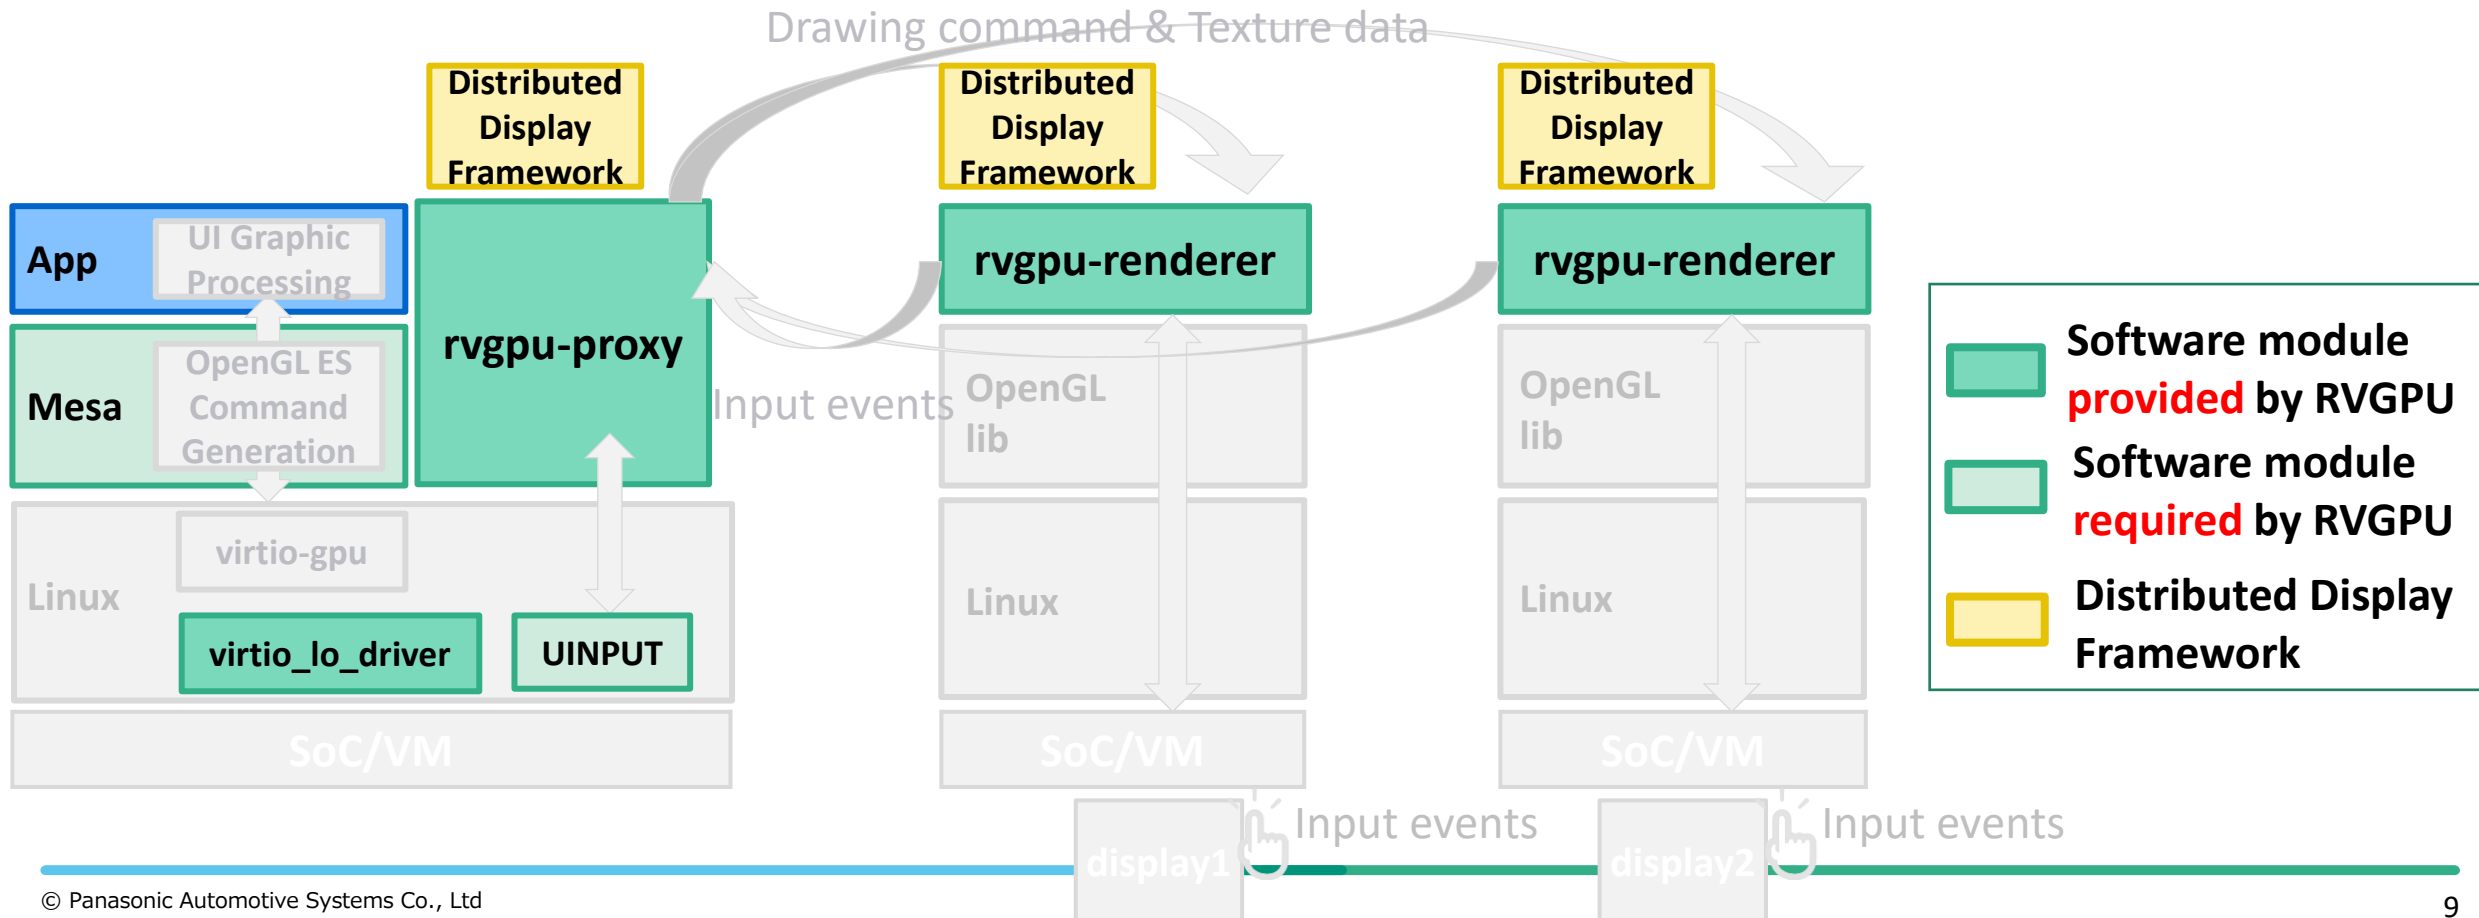 Drawing command & Texture data
Distributed
Display
Framework
Distributed
Display
Framework
Distributed
Display
Framework
App
UI Graphic
Processing
Mesa
OpenGL ES
Command
Generation
rvgpu-proxy
rvgpu-renderer
rvgpu-renderer
Input events
OpenGL
lib
OpenGL
lib
Linux
virtio-gpu
virtio_lo_driver
UINPUT
Linux
Linux
SoC/VM
SoC/VM
SoC/VM
display1
Input events
display2
Input events
Software module
provided by RVGPU
Software module
required by RVGPU
Distributed Display
Framework
© Panasonic Automotive Systems Co., Ltd
9